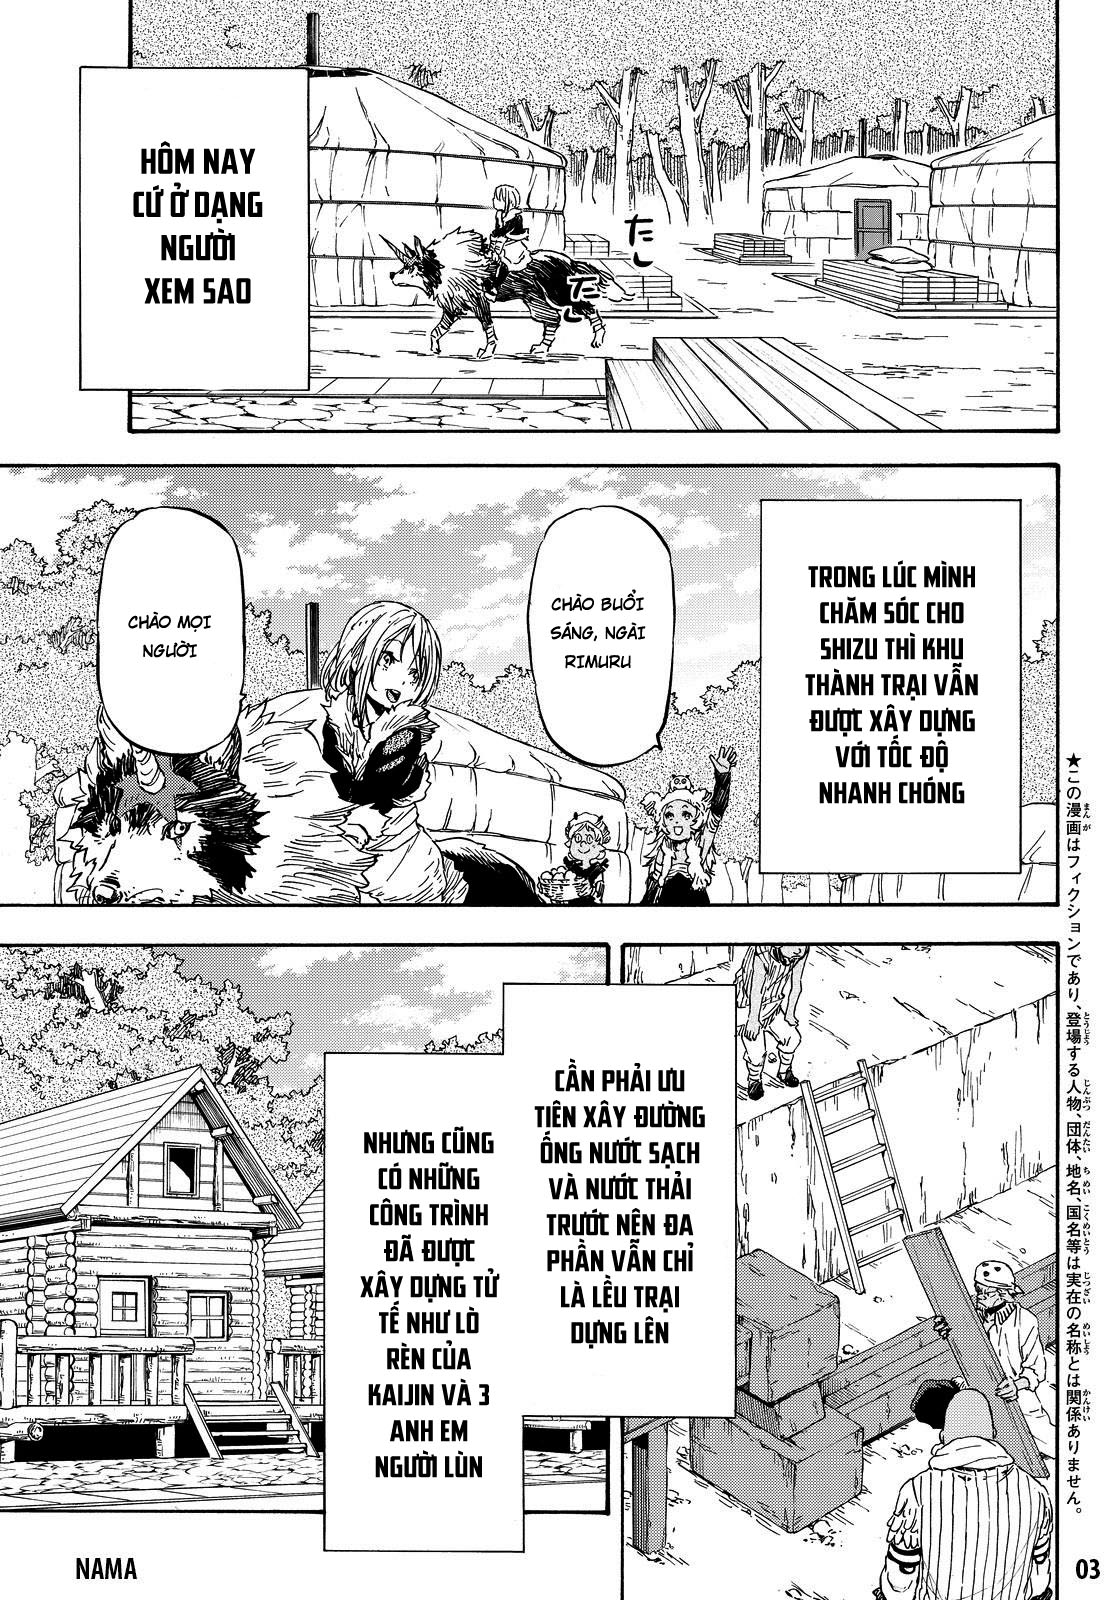 HÔM NAY
CỨ Ở DẠNG
NGƯỜI
XEM SAO
たし
たし
TRONG LÚC MÌNH
CHĂM SÓC CHO
SHIZU THÌ KHU
THÀNH TRẠI VẪN
ĐƯỢC XÂY DỰNG
VỚI TỐC ĐỘ
NHANH CHÓNG
CHÀO BUỔI
SÁNG, NGÀI
RIMURU
CHÀO MỌI
NGƯỜI
CẦN PHẢI ƯU
TIÊN XÂY ĐƯỜNG
ỐNG NƯỚC SẠCH
VÀ NƯỚC THẢI
TRƯỚC NÊN ĐA
PHẦN VẪN CHỈ
LÀ LỀU TRẠI
DỰNG LÊN
NHƯNG CŨNG
CÓ NHỮNG
CÔNG TRÌNH
ĐÃ ĐƯỢC
XÂY DỰNG TỬ
TẾ NHƯ LÒ
RÈN CỦA
KAIJIN VÀ 3
ANH EM
NGƯỜI LÙN
★この漫画はフィクションであり、登場する人物、団体、地名、国名等は実在の名称とは関係ありません。
NAMA
03